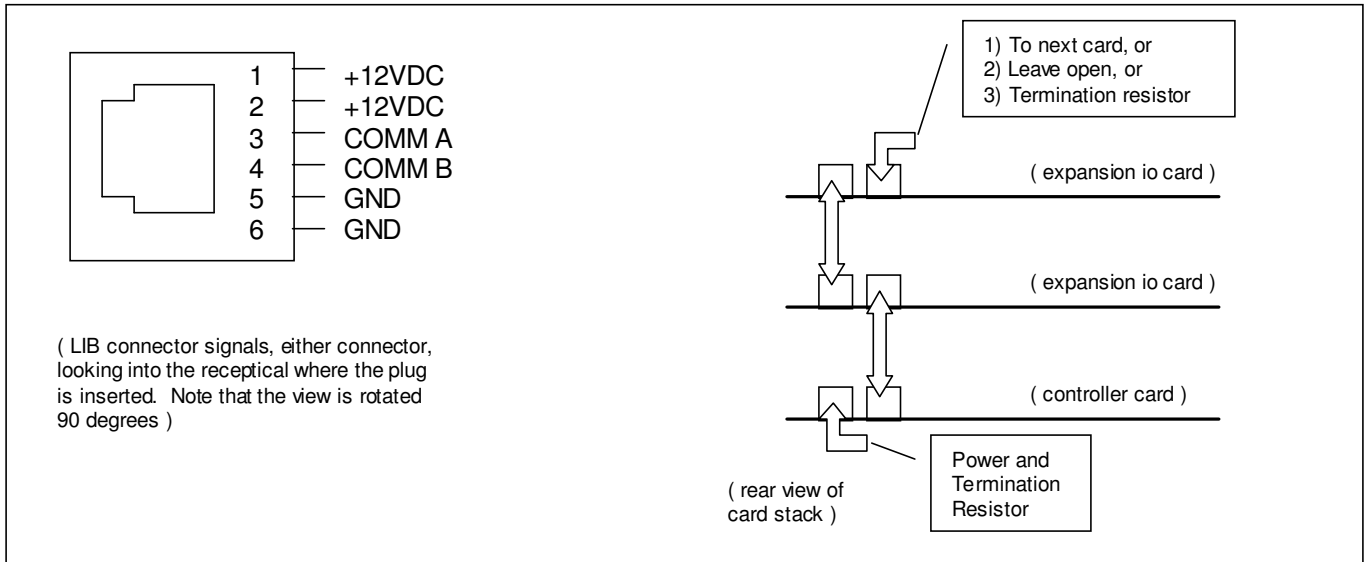 1 +12VDC
2 +12VDC
3 COMM A
4 COMM B
5 GND
6 GND
( LIB connector signals, either connector,
looking into the receptical where the plug
is inserted. Note that the view is rotated
90 degrees )
1) To next card, or
2) Leave open, or
3) Termination resistor
( expansion io card )
( expansion io card )
( controller card )
Power and
Termination
Resistor
( rear view of
card stack )